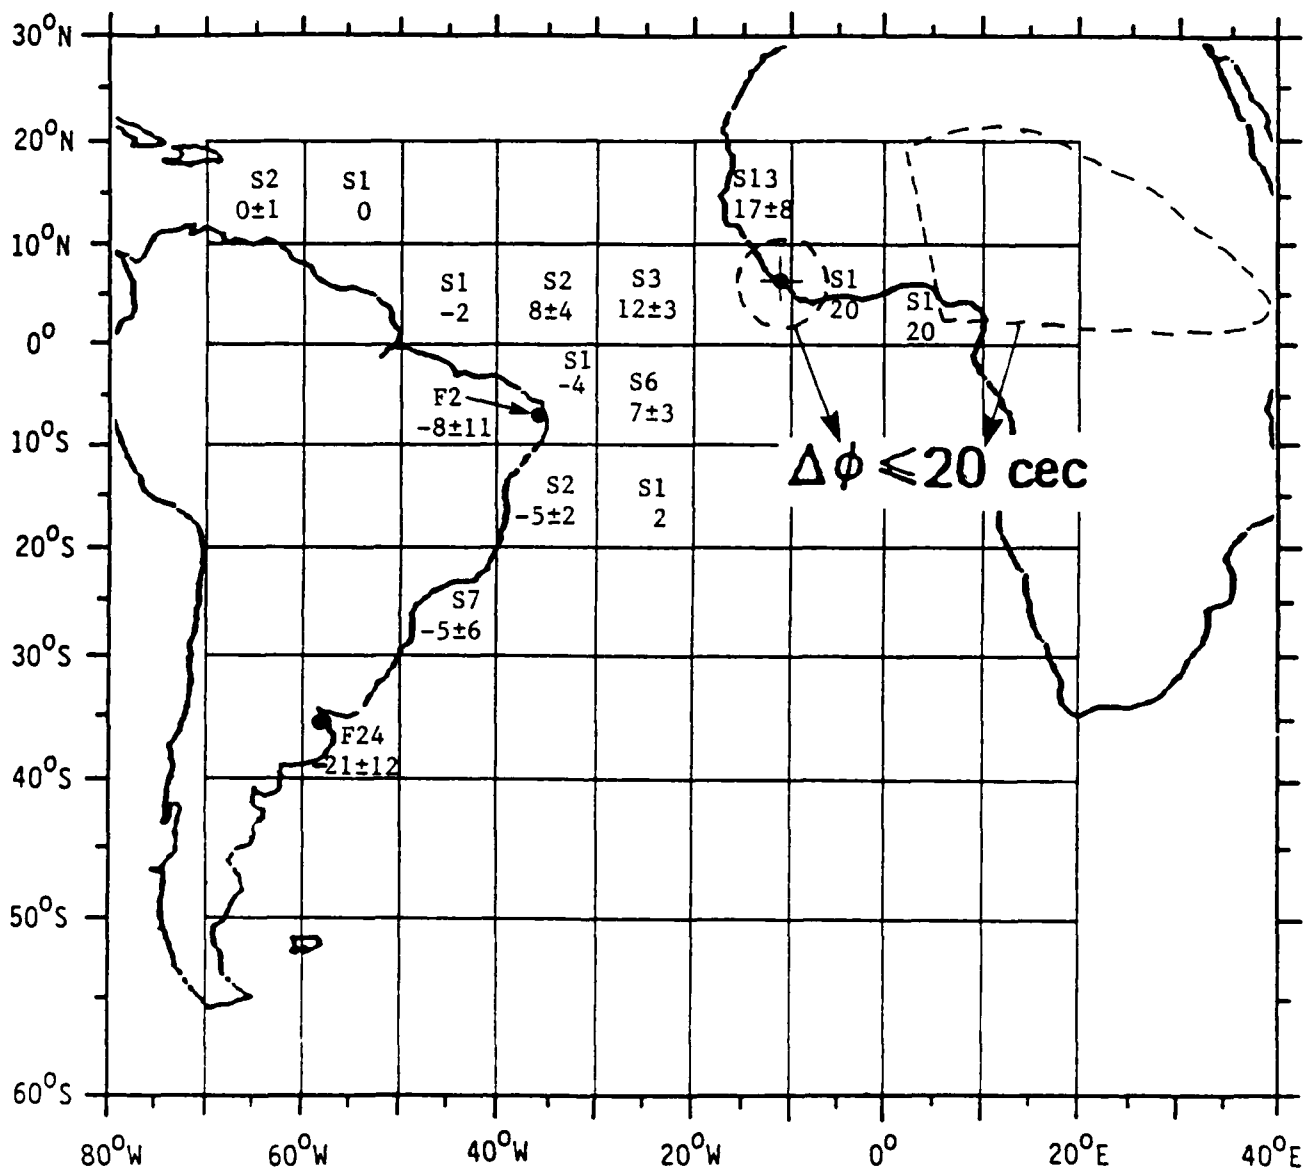 30°N
20°N
S2
0±1
S1
0
S13
17±8
10°N
S1
-2
S2
8±4
S3
12±3
S1
20
S1
20
0°
S1
-4
F2
-8±11
S6
7±3
10°S
Δϕ ⩽20 cec
S2
-5±2
S1
2
20°S
S7
-5±6
30°S
F24
-21±12
40°S
50°S
60°S
80°W
60°W
40°W
20°W
0°
20°E
40°E